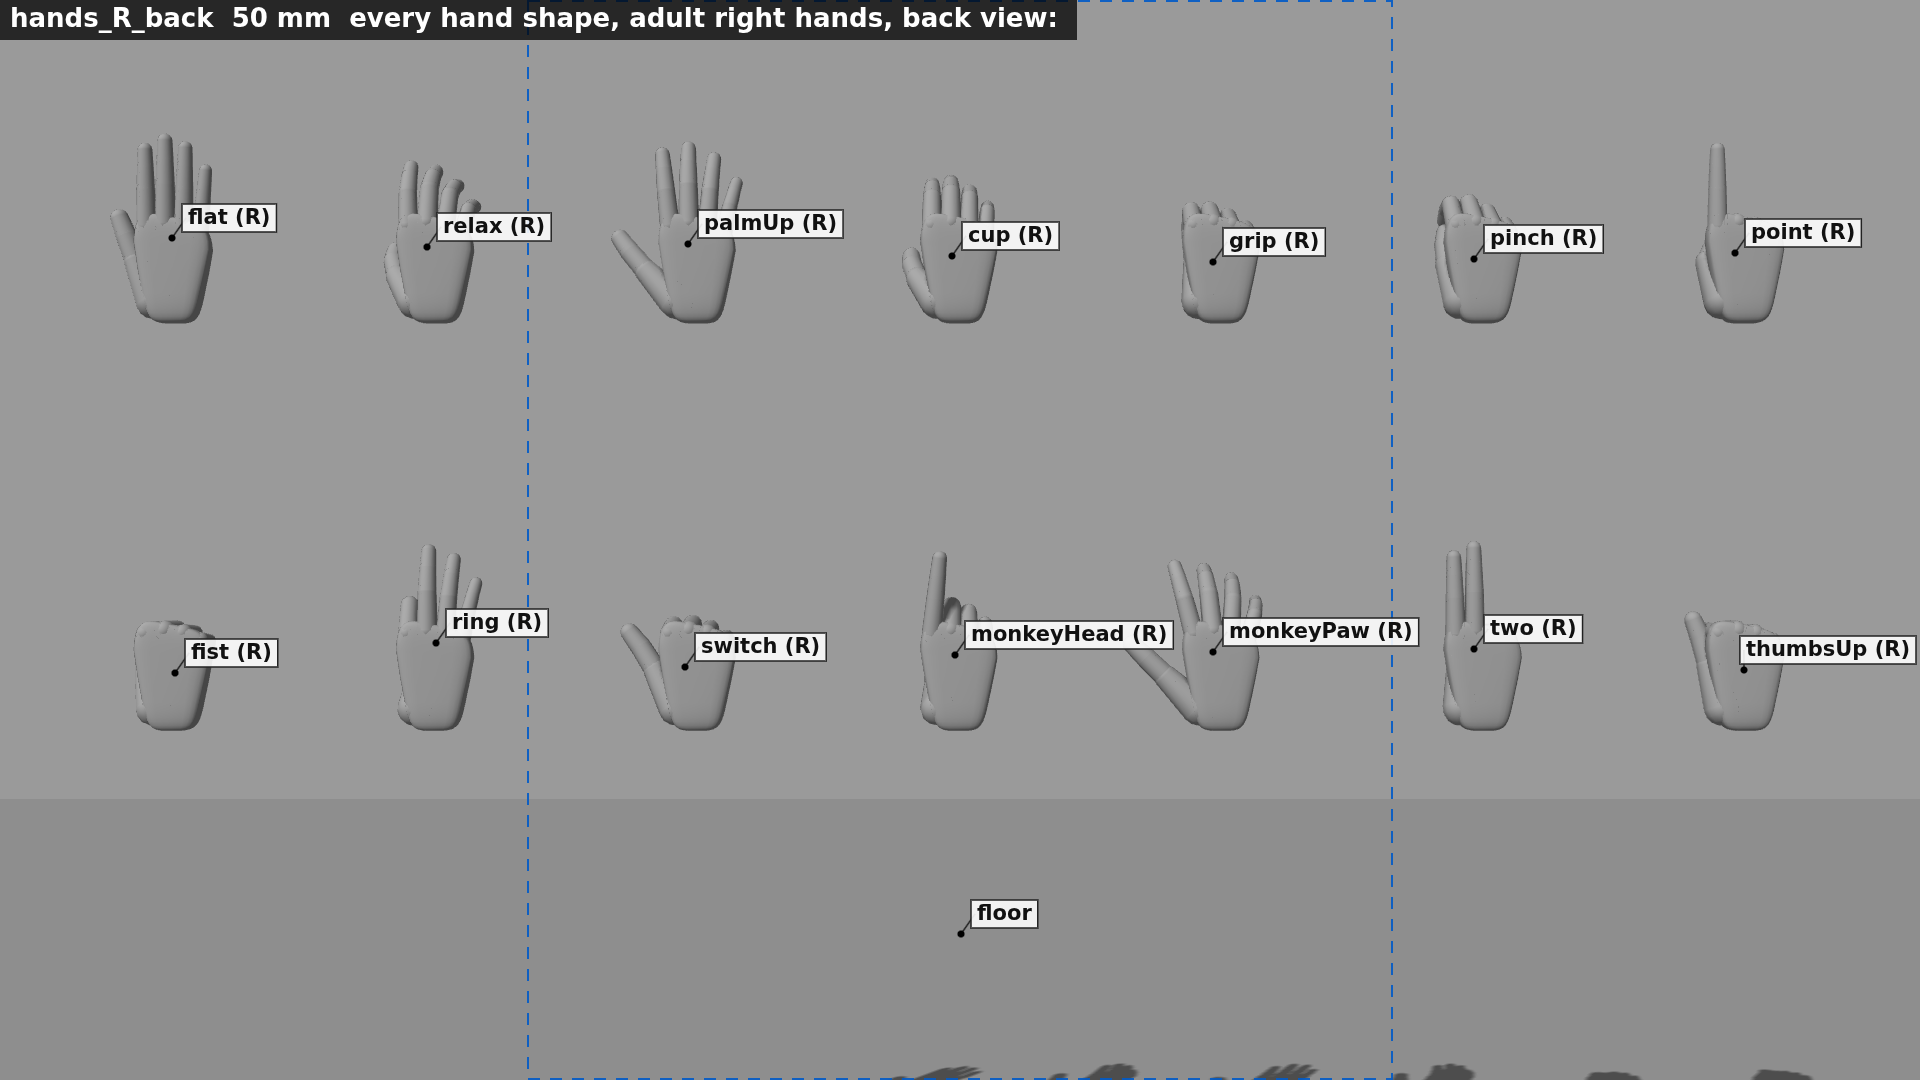 hands_R_back  50 mm  every hand shape, adult right hands, back view:
flat (R)
relax (R)
palmUp (R)
cup (R)
grip (R)
pinch (R)
point (R)
fist (R)
ring (R)
switch (R)
monkeyHead (R)
monkeyPaw (R)
two (R)
thumbsUp (R)
floor